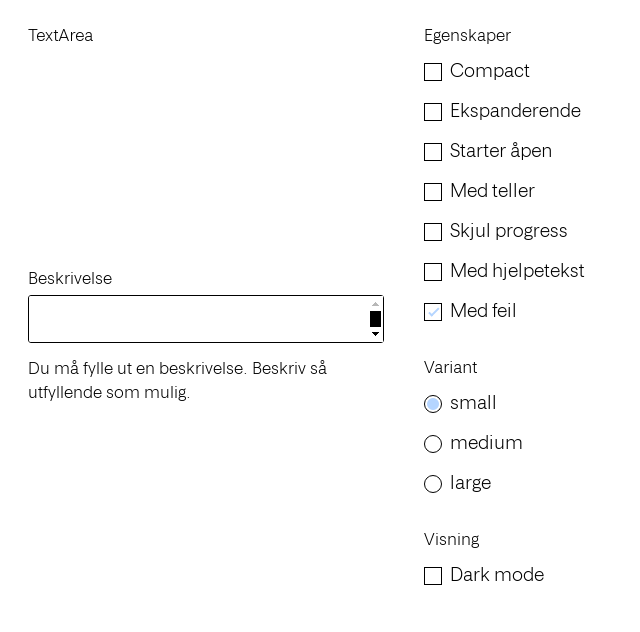 TextArea
Beskrivelse
Du må fylle ut en beskrivelse. Beskriv så
utfyllende som mulig.
Egenskaper
Compact
Ekspanderende
Starter åpen
Med teller
Skjul progress
Med hjelpetekst
Med feil
Variant
small
medium
large
Visning
Dark mode